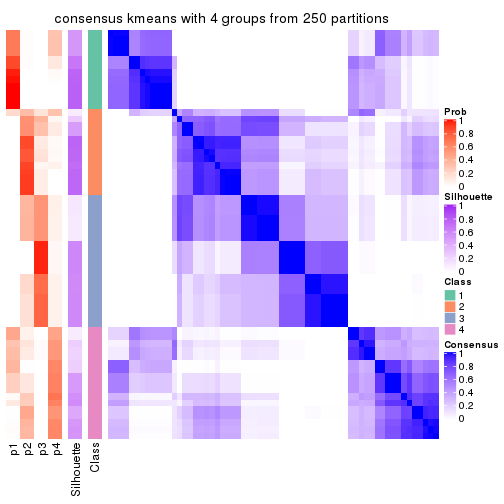 consensus kmeans with 4 groups from 250 partitions
Prob
1
0.8
0.6
0.4
0.2
0
Silhouette
1
0.8
0.6
0.4
0.2
0
Class
1
2
3
4
Consensus
1
0.8
0.6
0.4
0.2
0
p1
p2
p3
p4
Silhouette
Class